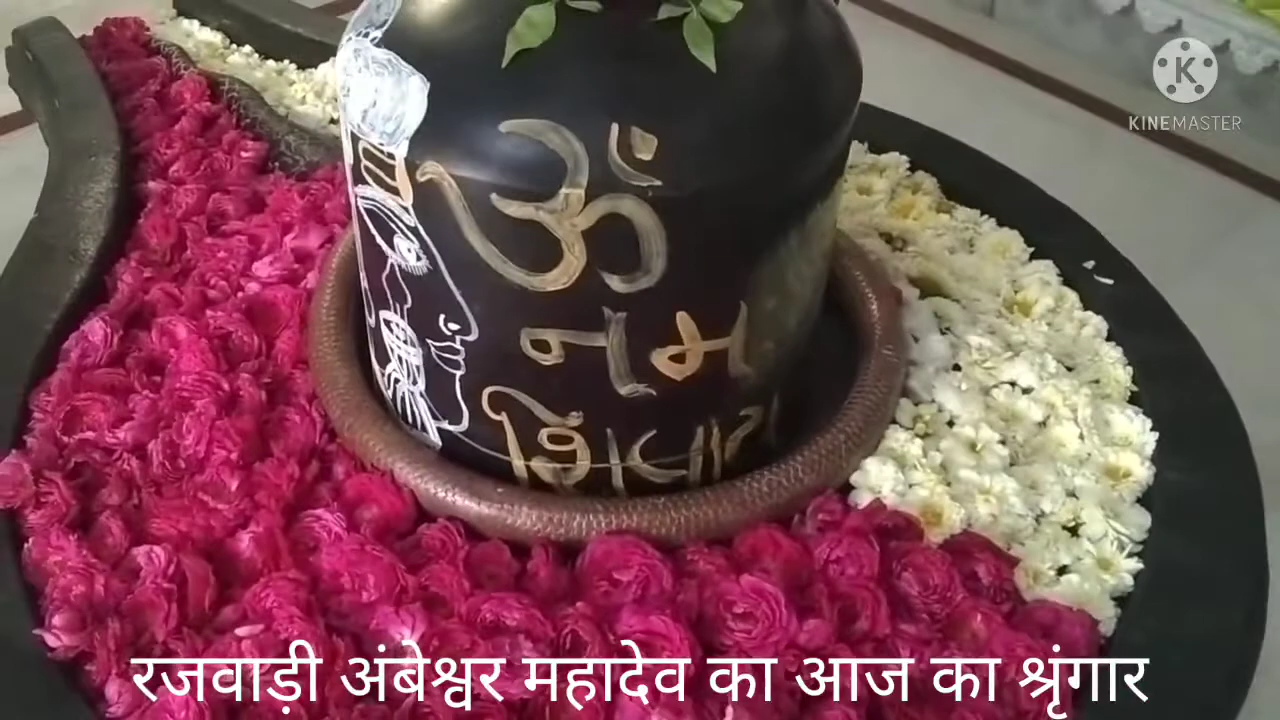 KINEMASTER
ॐ
नमः
शिवाय
रजवाड़ी अंबेश्वर महादेव का आज का श्रृंगार